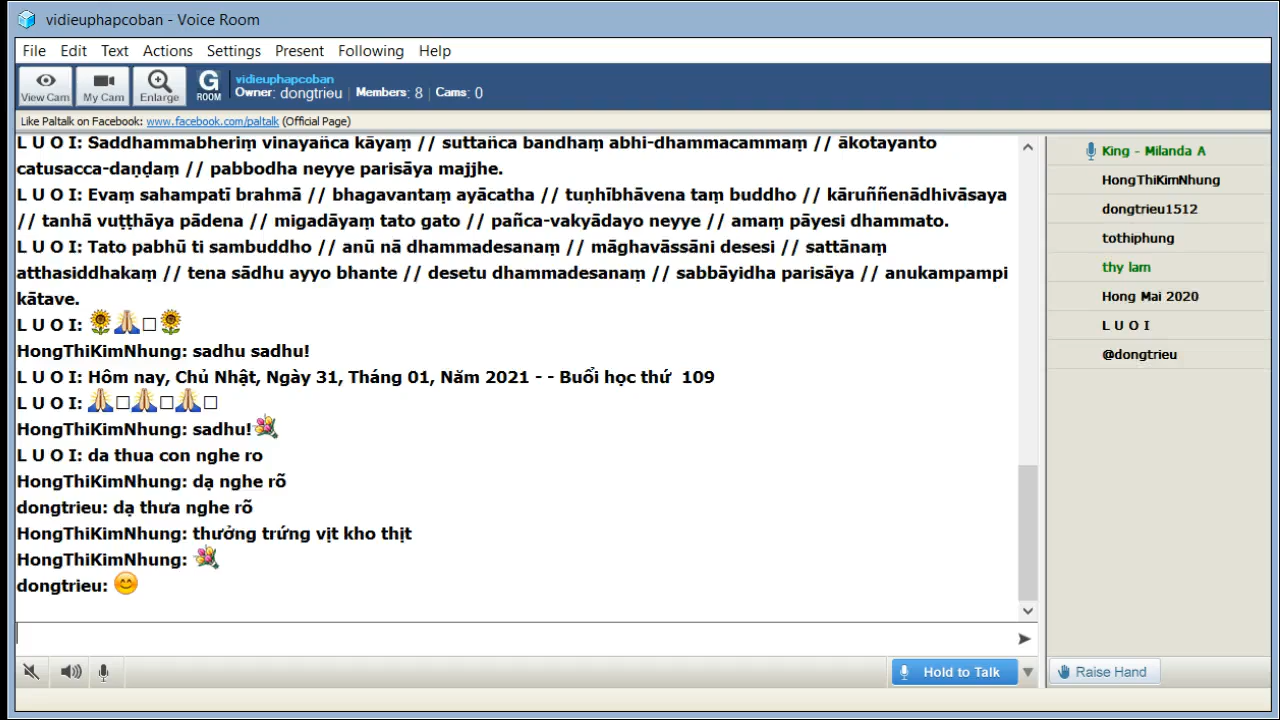 vidieuphapcoban - Voice Room
File Edit Text Actions Settings Present Following Help
View Cam My Cam Enlarge G ROOM vidieuphapcoban
Owner: dongtrieu Members: 8 Cams: 0
Like Paltalk on Facebook: www.facebook.com/paltalk (Official Page)
L U O I: Saddhammabheriṃ vinayañca kāyaṃ // suttañca bandhaṃ abhi-dhammacammaṃ // ākotayanto
catusacca-daṇḍaṃ // pabbodha neyye parisāya majjhe.
L U O I: Evaṃ sahampatī brahmā // bhagavantaṃ ayācatha // tuṇhībhāvena taṃ buddho // kāruññenādhivāsaya
// tanhā vuṭṭhāya pādena // migadāyaṃ tato gato // pañca-vakyādayo neyye // amaṃ pāyesi dhammato.
L U O I: Tato pabhū ti sambuddho // anū nā dhammadesanaṃ // māghavāssāni desesi // sattānaṃ
atthasiddhakaṃ // tena sādhu ayyo bhante // desetu dhammadesanaṃ // sabbāyidha parisāya // anukampampi
kātave.
L U O I: 🌻🙏□🌻
HongThiKimNhung: sadhu sadhu!
L U O I: Hôm nay, Chủ Nhật, Ngày 31, Tháng 01, Năm 2021 - - Buổi học thứ 109
L U O I: 🙏□🙏□🙏□
HongThiKimNhung: sadhu!
L U O I: da thua con nghe ro
HongThiKimNhung: dạ nghe rõ
dongtrieu: dạ thưa nghe rõ
HongThiKimNhung: thưởng trứng vịt kho thịt
HongThiKimNhung:
dongtrieu: 😊
King - Milanda A
HongThiKimNhung
dongtrieu1512
tothiphung
thy lam
Hong Mai 2020
L U O I
@dongtrieu
Hold to Talk
Raise Hand